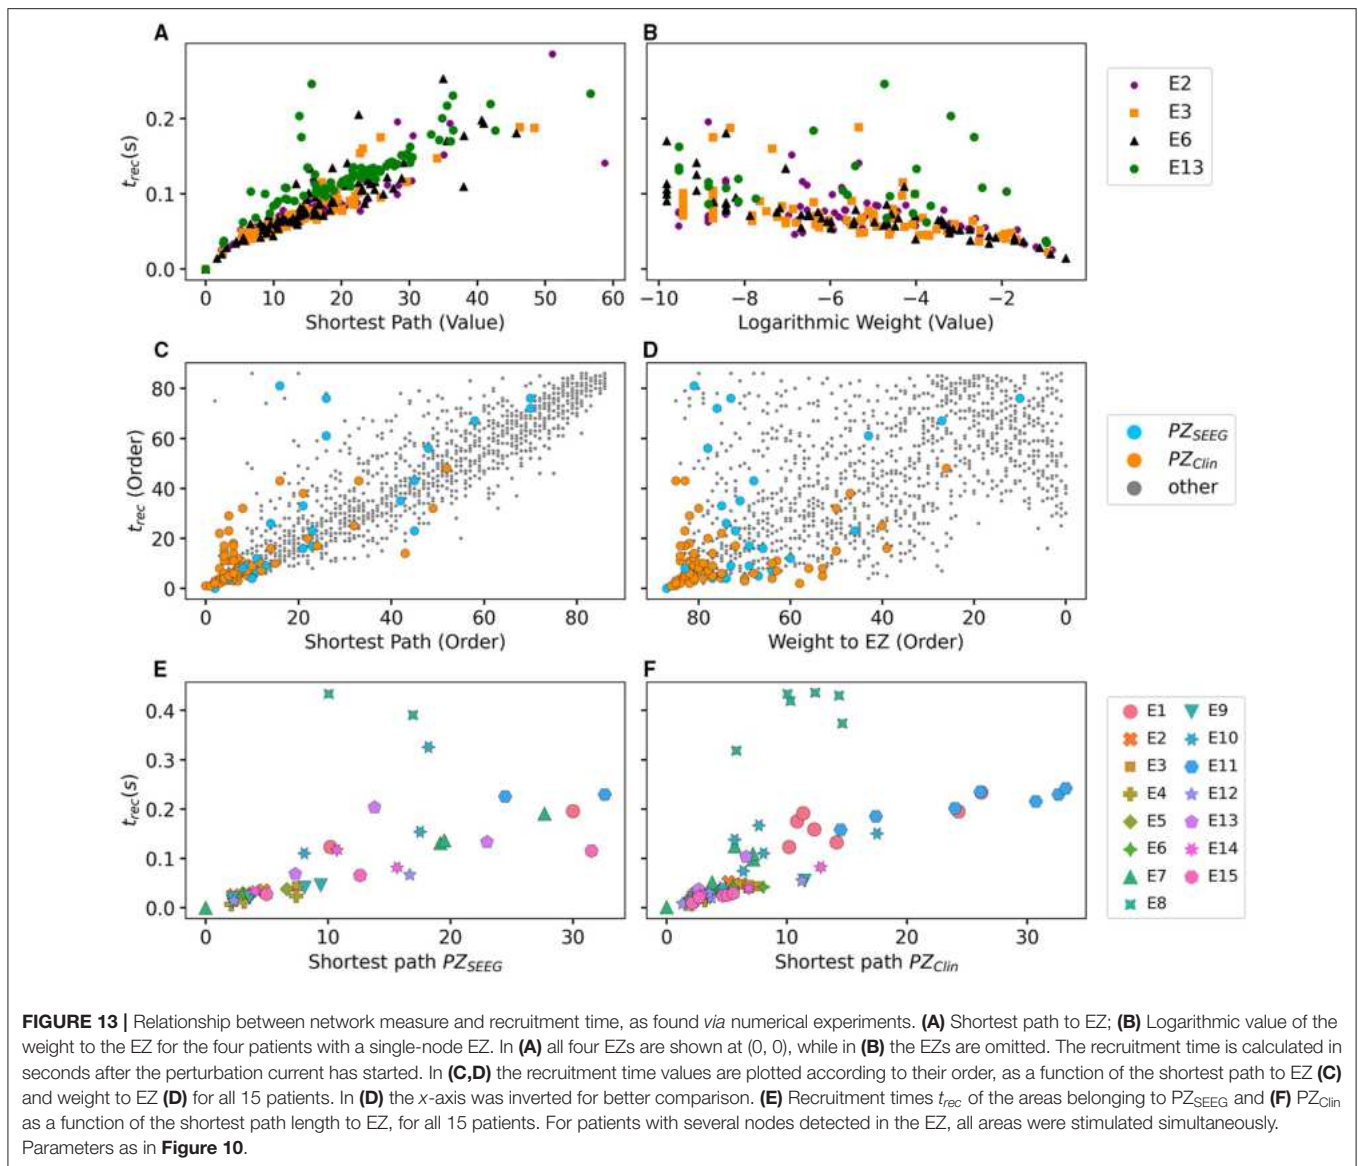 A
B
0.2
0.1
0.0
t_rec(s)
0 10 20 30 40 50 60
Shortest Path (Value)
−10 −8 −6 −4 −2
Logarithmic Weight (Value)
E2
E3
E6
E13
C
D
80
60
40
20
0
t_rec (Order)
0 20 40 60 80
Shortest Path (Order)
80 60 40 20 0
Weight to EZ (Order)
PZ_SEEG
PZ_Clin
other
E
F
0.4
0.3
0.2
0.1
0.0
t_rec(s)
0 10 20 30
Shortest path PZ_SEEG
0 10 20 30
Shortest path PZ_Clin
E1 E9
E2 E10
E3 E11
E4 E12
E5 E13
E6 E14
E7 E15
E8
FIGURE 13 | Relationship between network measure and recruitment time, as found via numerical experiments. (A) Shortest path to EZ; (B) Logarithmic value of the
weight to the EZ for the four patients with a single-node EZ. In (A) all four EZs are shown at (0, 0), while in (B) the EZs are omitted. The recruitment time is calculated in
seconds after the perturbation current has started. In (C,D) the recruitment time values are plotted according to their order, as a function of the shortest path to EZ (C)
and weight to EZ (D) for all 15 patients. In (D) the x-axis was inverted for better comparison. (E) Recruitment times t_rec of the areas belonging to PZ_SEEG and (F) PZ_Clin
as a function of the shortest path length to EZ, for all 15 patients. For patients with several nodes detected in the EZ, all areas were stimulated simultaneously.
Parameters as in Figure 10.